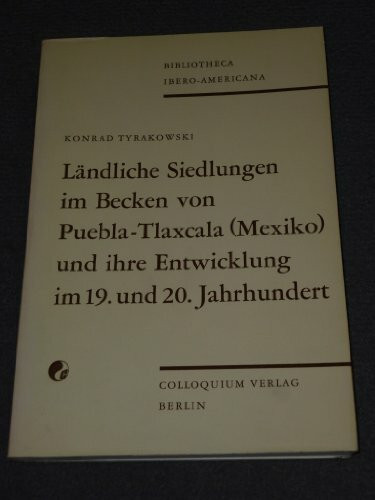 BIBLIOTHECA
IBERO-AMERICANA
KONRAD TYRAKOWSKI
Ländliche Siedlungen
im Becken von
Puebla-Tlaxcala (Mexiko)
und ihre Entwicklung
im 19. und 20. Jahrhundert
COLLOQUIUM VERLAG
BERLIN